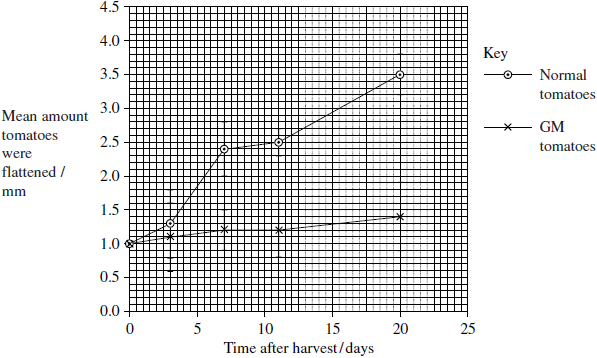 4.5
4.0
3.5
3.0
2.5
2.0
1.5
1.0
0.5
0.0
Mean amount
tomatoes
were
flattened /
mm
0 5 10 15 20 25
Time after harvest/days
Key
Normal
tomatoes
GM
tomatoes